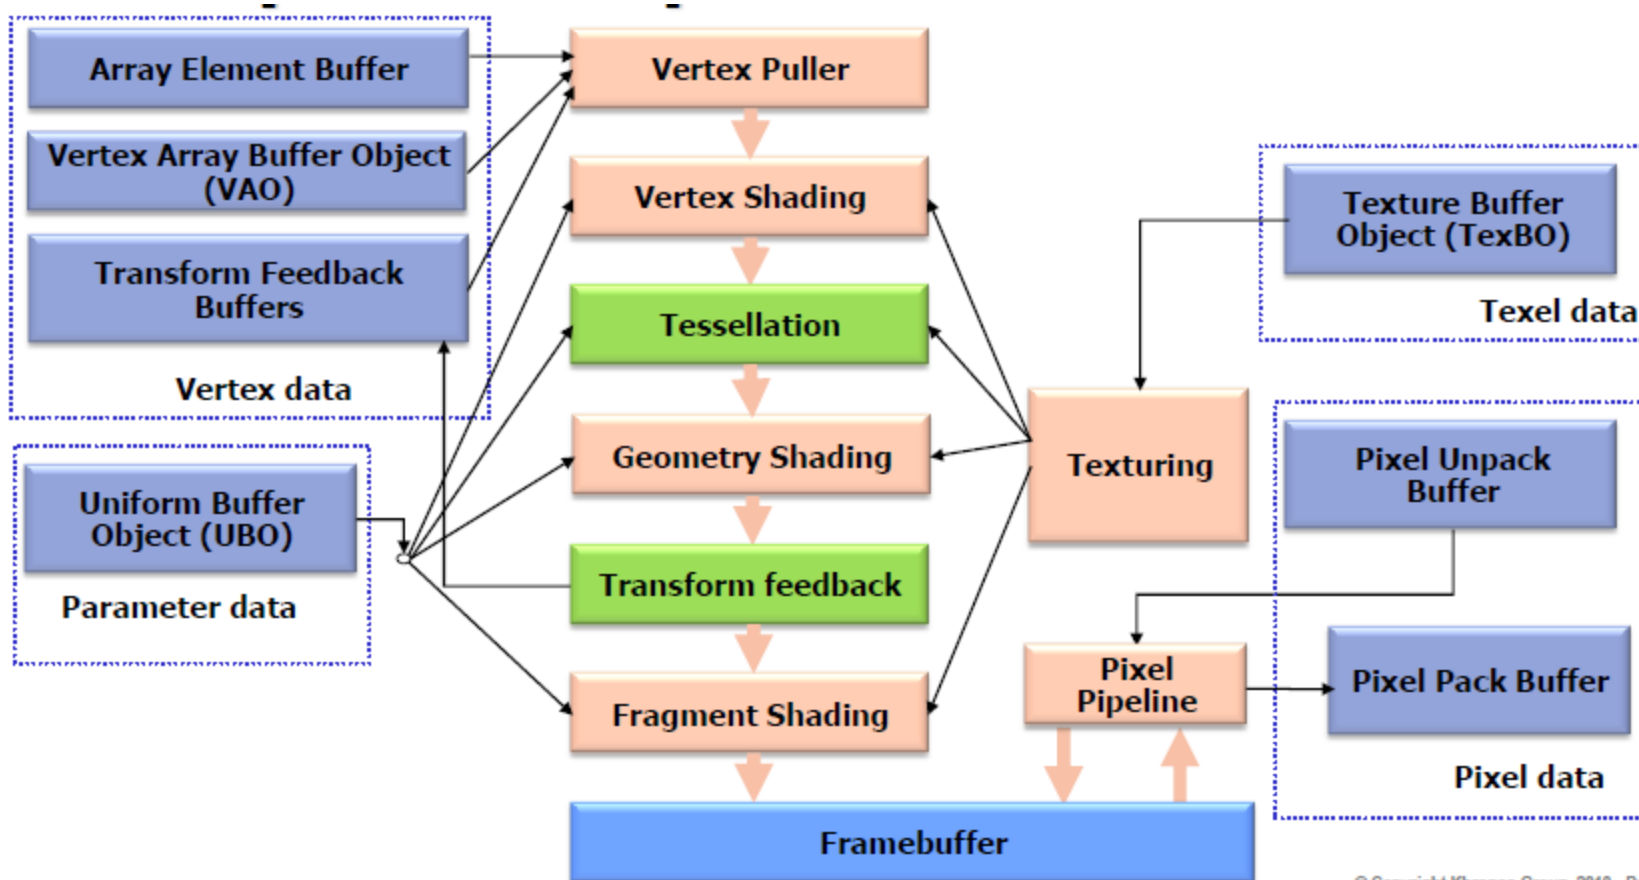 Array Element Buffer
Vertex Array Buffer Object
(VAO)
Transform Feedback
Buffers
Vertex data
Uniform Buffer
Object (UBO)
Parameter data
Vertex Puller
Vertex Shading
Tessellation
Geometry Shading
Transform feedback
Fragment Shading
Framebuffer
Texturing
Pixel
Pipeline
Texture Buffer
Object (TexBO)
Texel data
Pixel Unpack
Buffer
Pixel Pack Buffer
Pixel data